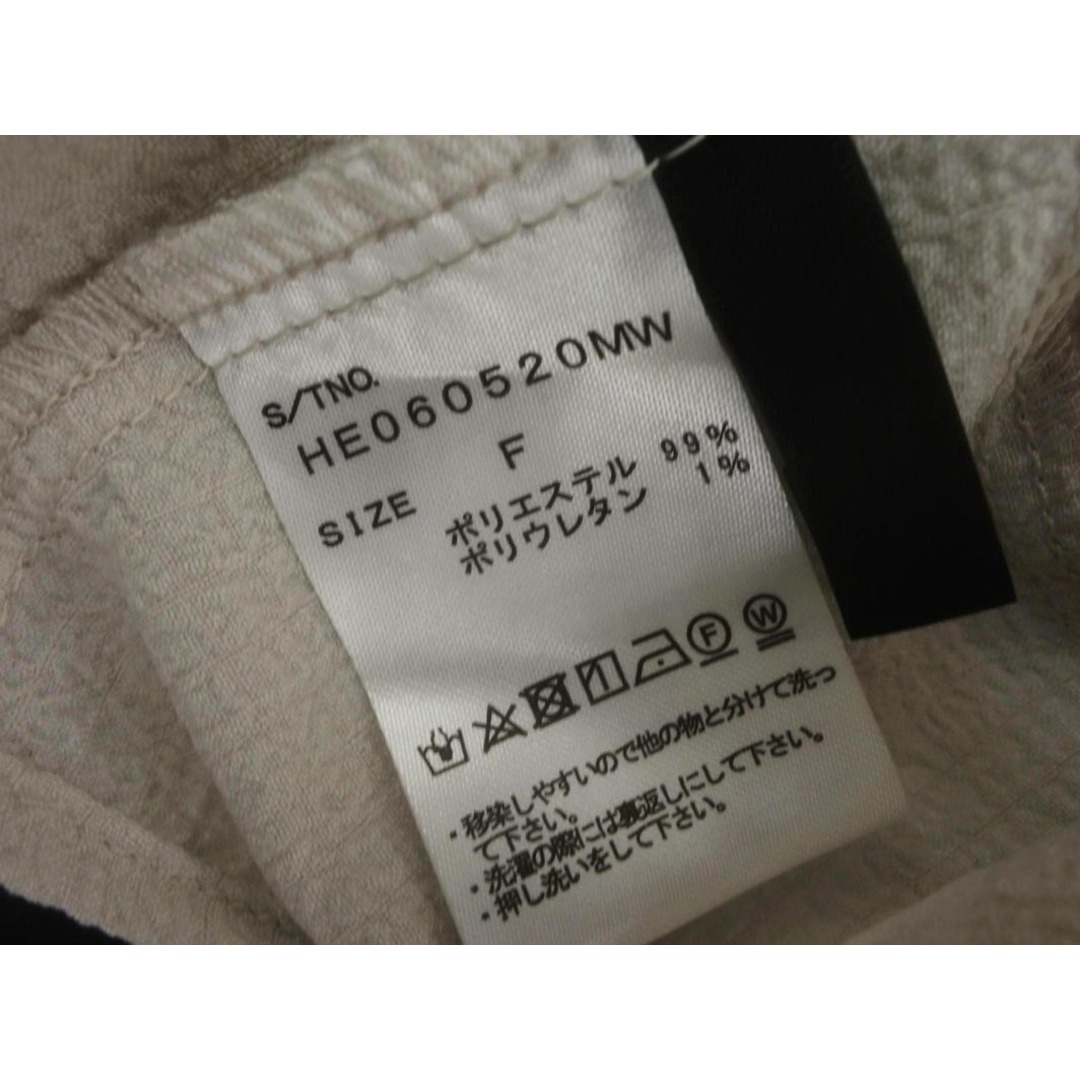 S/TNO.
HE060520MW
SIZE F
ポリエステル 99%
ポリウレタン 1%
F W
・移染しやすいので他の物と分けて洗っ
て下さい。
・洗濯の際には裏返しにして下さい。
・押し洗いをして下さい。